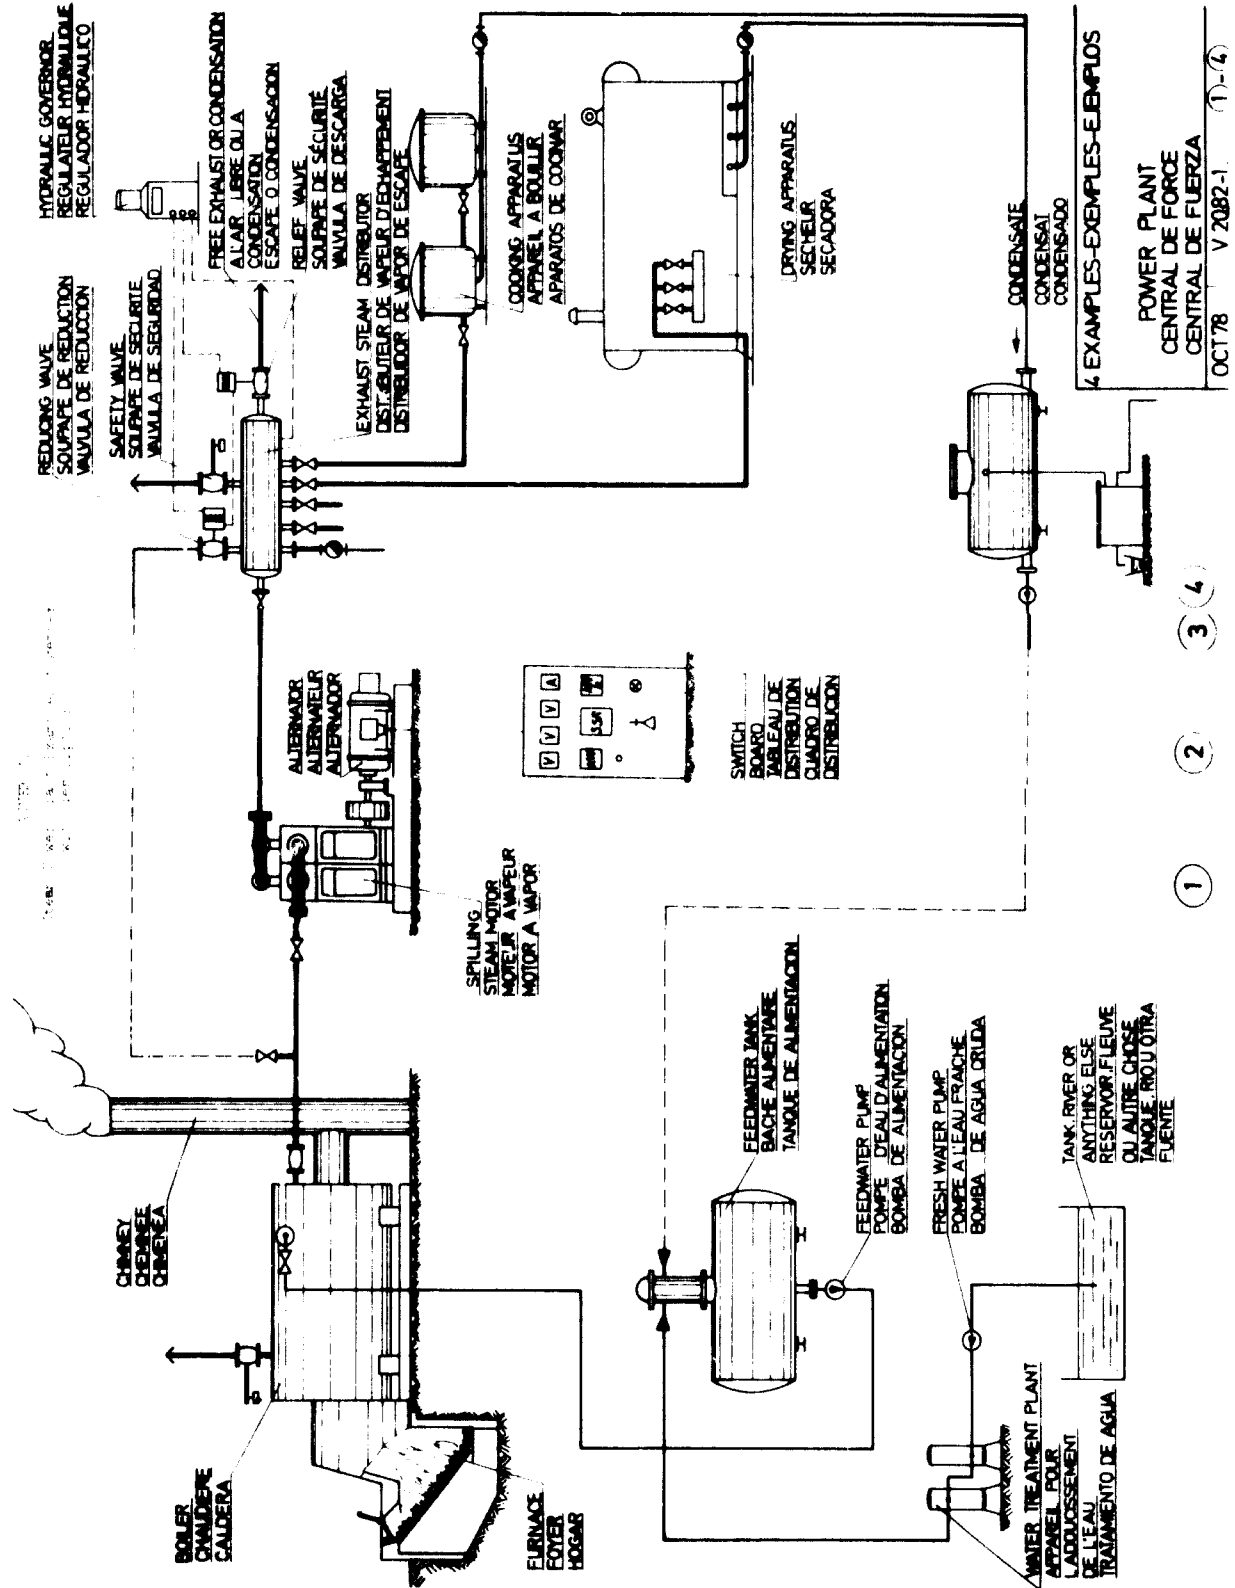 HYDRAULIC GOVERNOR
REGULATEUR HYDRAULIQUE
REGULADOR HIDRAULICO
REDUCING VALVE
SOUPAPE DE REDUCTION
VALVULA DE REDUCCION
SAFETY VALVE
SOUPAPE DE SECURITE
VALVULA DE SEGURIDAD
FREE EXHAUST OR CONDENSATION
A L'AIR LIBRE OU A
CONDENSATION
ESCAPE O CONDENSACION
RELIEF VALVE
SOUPAPE DE SÉCURITÉ
VALVULA DE DESCARGA
EXHAUST STEAM DISTRIBUTOR
DISTRIBUTEUR DE VAPEUR D'ECHAPPEMENT
DISTRIBUIDOR DE VAPOR DE ESCAPE
COOKING APPARATUS
APPAREIL A BOUILLIR
APARATOS DE COCINAR
DRYING APPARATUS
SECHEUR
SECADORA
CONDENSATE
CONDENSAT
CONDENSADO
ALTERNATOR
ALTERNATEUR
ALTERNADOR
SPILLING
STEAM MOTOR
MOTEUR A VAPEUR
MOTOR A VAPOR
V V V A
SSR
SWITCH
BOARD
TABLEAU DE
DISTRIBUTION
CUADRO DE
DISTRIBUCION
CHIMNEY
CHEMINEE
CHIMENEA
BOILER
CHAUDIERE
CALDERA
FURNACE
FOYER
HOGAR
FEEDWATER TANK
BACHE ALIMENTAIRE
TANQUE DE ALIMENTACION
FEEDWATER PUMP
POMPE D'EAU D'ALIMENTATION
BOMBA DE ALIMENTACION
FRESH WATER PUMP
POMPE A L'EAU FRAICHE
BOMBA DE AGUA CRUDA
TANK, RIVER OR
ANYTHING ELSE
RESERVOIR, FLEUVE
OU AUTRE CHOSE
TANQUE, RIO U OTRA
FUENTE
WATER TREATMENT PLANT
APPAREIL POUR
L'ADOUCISSEMENT
DE L'EAU
TRATAMIENTO DE AGUA
1 2 3 4
4 EXAMPLES-EXEMPLES-EJEMPLOS
POWER PLANT
CENTRAL DE FORCE
CENTRAL DE FUERZA
OCT 78 V 2082-1 1-4